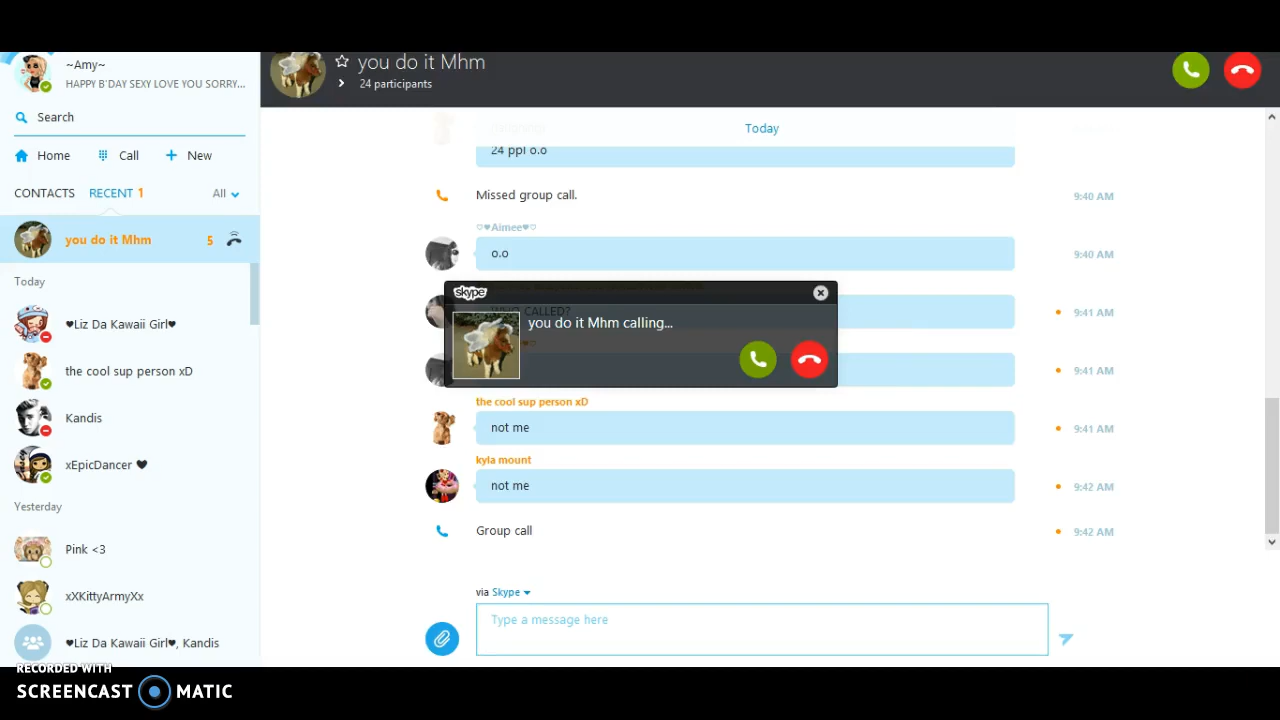 ~Amy~
HAPPY B'DAY SEXY LOVE YOU SORRY...
Search
Home Call New
CONTACTS RECENT 1 All
you do it Mhm 5
Today
♥Liz Da Kawaii Girl♥
the cool sup person xD
Kandis
xEpicDancer ♥
Yesterday
Pink <3
xXKittyArmyXx
♥Liz Da Kawaii Girl♥, Kandis
you do it Mhm
24 participants
Today
24 ppl o.o
Missed group call. 9:40 AM
♡♥Aimee♥♡
o.o 9:40 AM
CALLED? 9:41 AM
skype
you do it Mhm calling...
9:41 AM
the cool sup person xD
not me 9:41 AM
kyla mount
not me 9:42 AM
Group call 9:42 AM
via Skype
Type a message here
RECORDED WITH
SCREENCAST MATIC